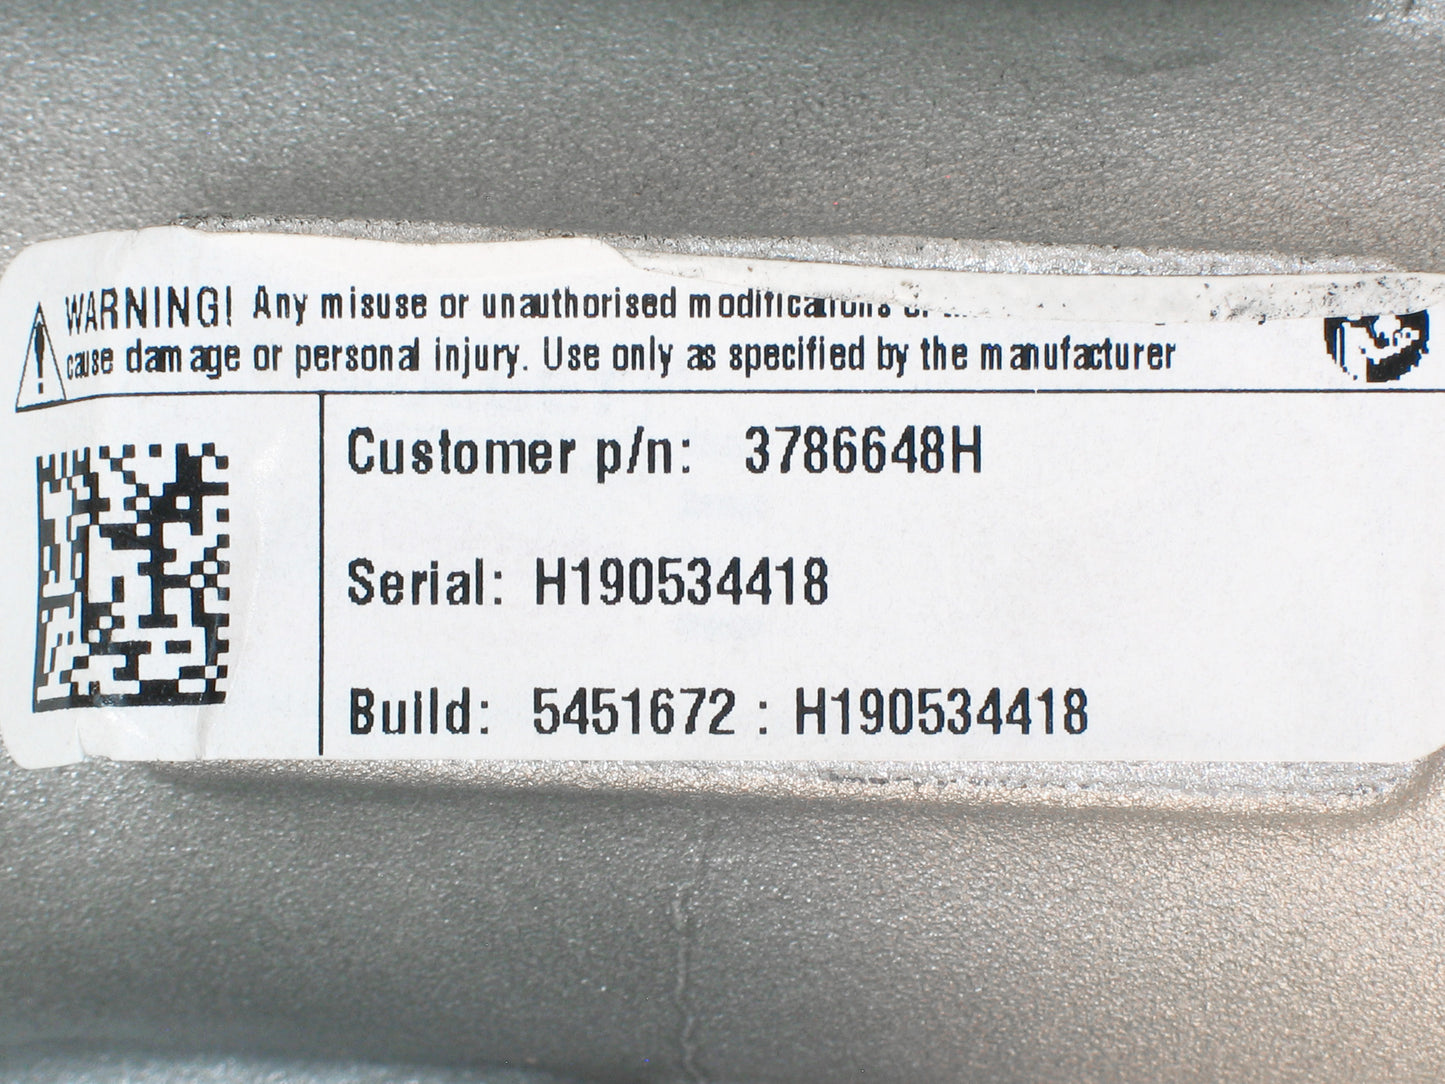 WARNING! Any misuse or unauthorised modifications
cause damage or personal injury. Use only as specified by the manufacturer
Customer p/n: 3786648H
Serial: H190534418
Build: 5451672 : H190534418